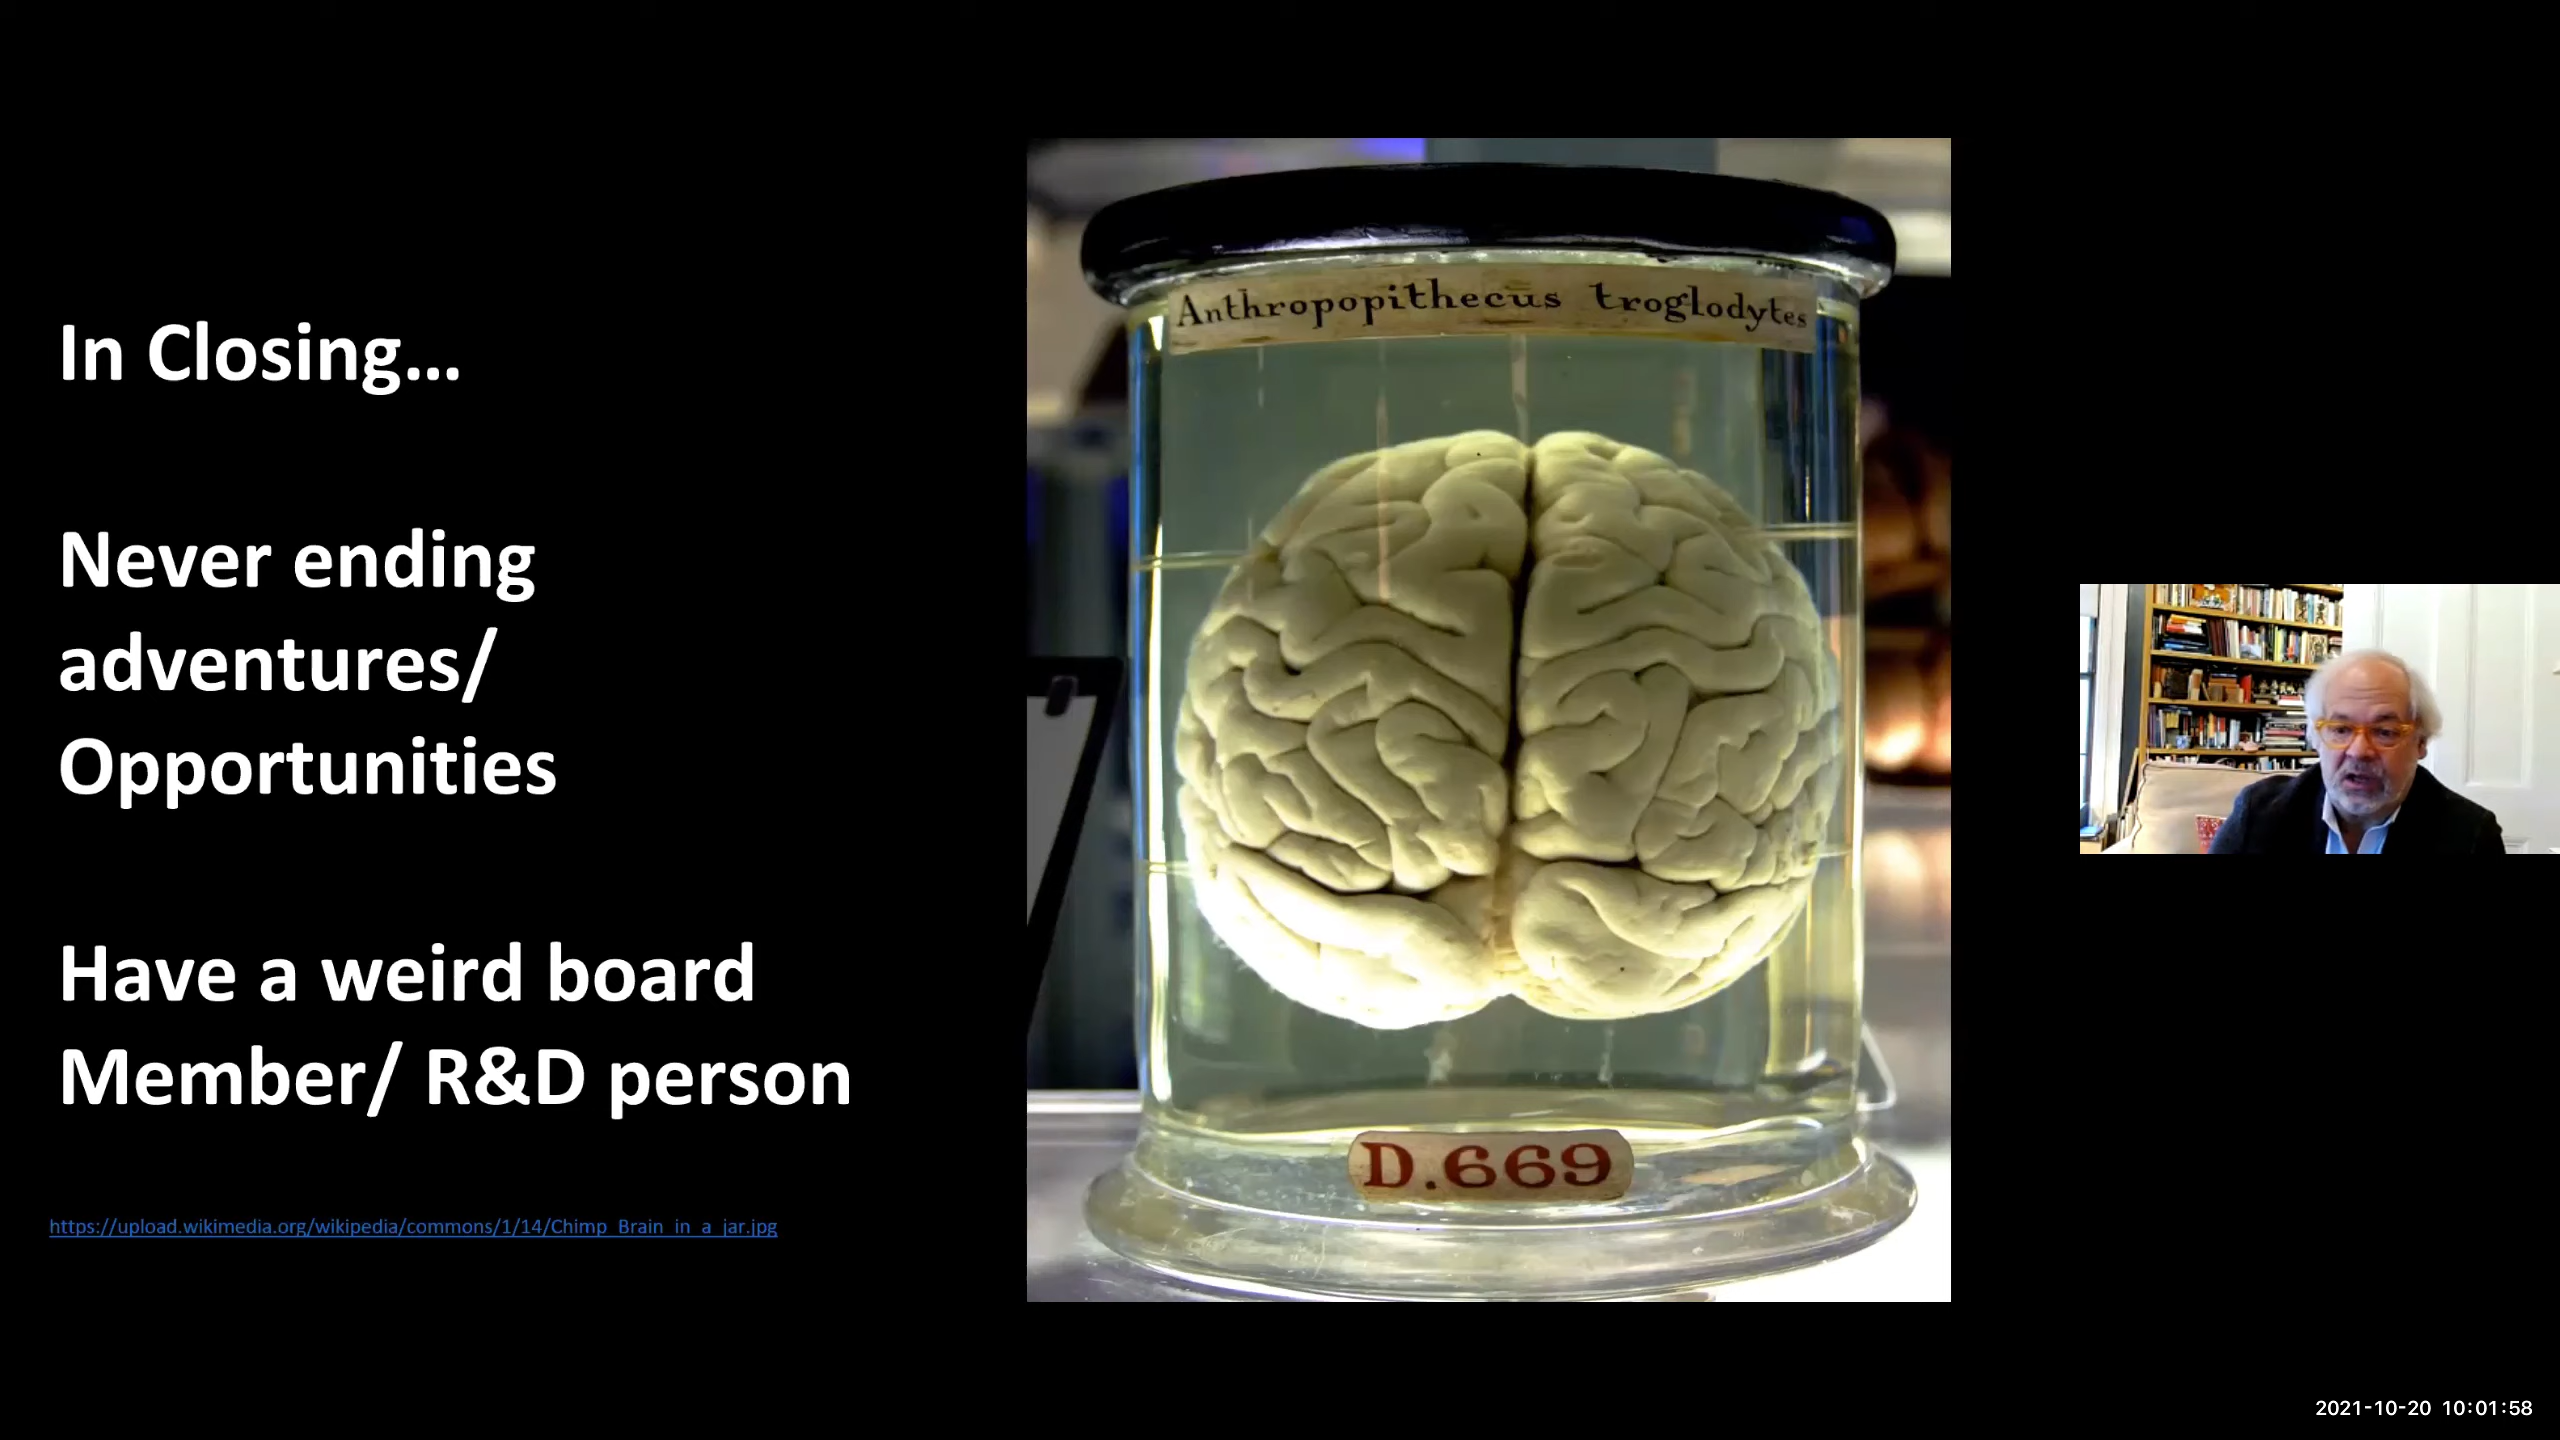 In Closing...
Never ending
adventures/
Opportunities
Have a weird board
Member/ R&D person
https://upload.wikimedia.org/wikipedia/commons/1/14/Chimp_Brain_in_a_jar.jpg
Anthropopithecus troglodytes
D.669
2021-10-20 10:01:58